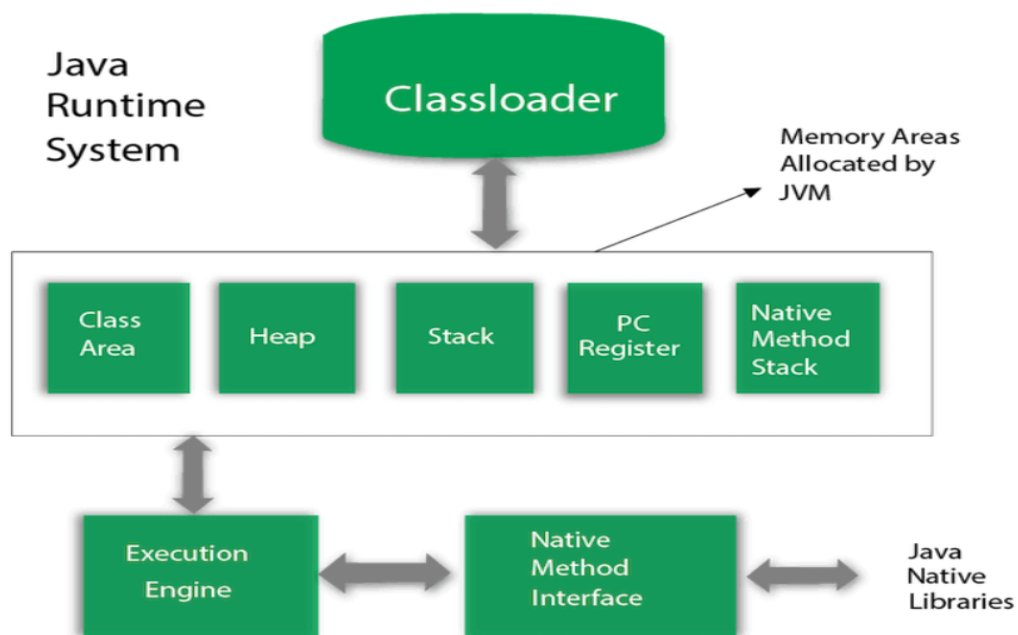 Java
Runtime
System
Classloader
Memory Areas
Allocated by
JVM
Class
Area
Heap
Stack
PC
Register
Native
Method
Stack
Execution
Engine
Native
Method
Interface
Java
Native
Libraries